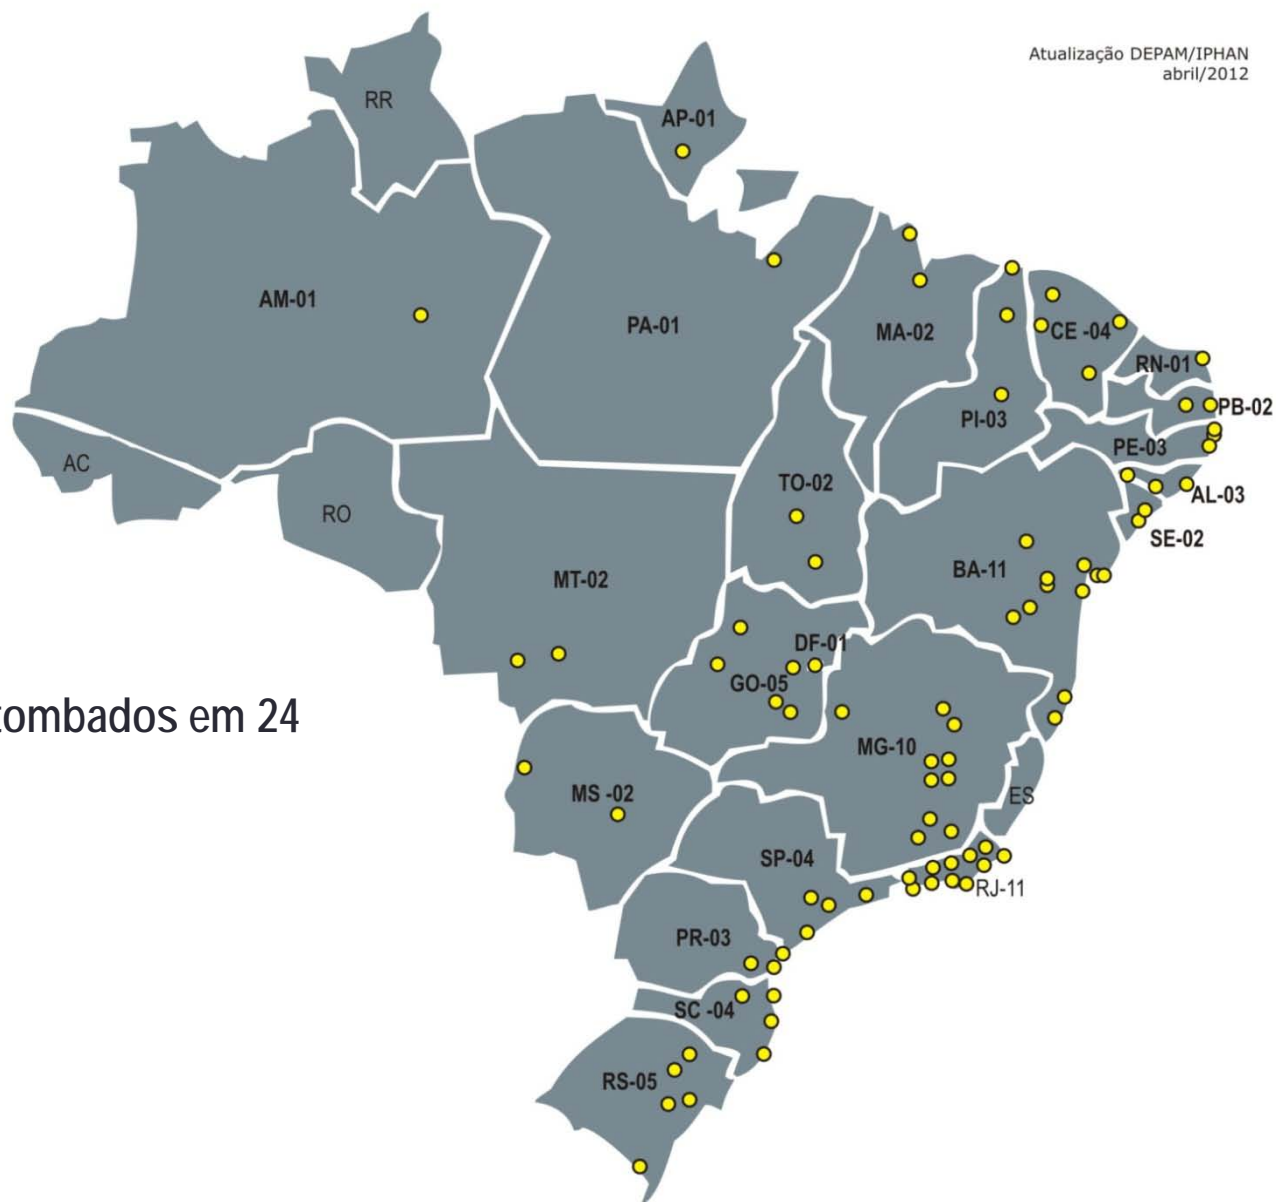 Atualização DEPAM/IPHAN
abril/2012
RR
AP-01
AM-01
PA-01
MA-02
CE -04
RN-01
PB-02
PI-03
PE-03
AC
TO-02
AL-03
RO
SE-02
MT-02
BA-11
DF-01
GO-05
tombados em 24
MG-10
MS -02
ES
SP-04
RJ-11
PR-03
SC -04
RS-05